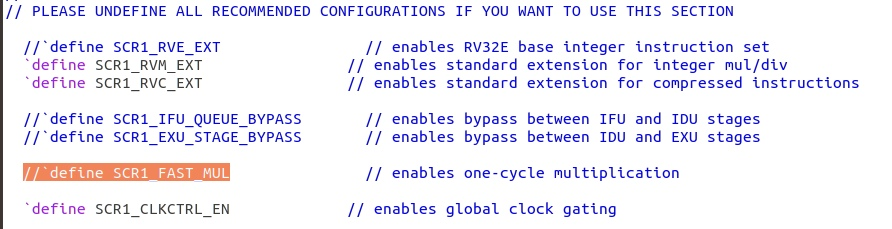 // PLEASE UNDEFINE ALL RECOMMENDED CONFIGURATIONS IF YOU WANT TO USE THIS SECTION
//`define SCR1_RVE_EXT // enables RV32E base integer instruction set
`define SCR1_RVM_EXT // enables standard extension for integer mul/div
`define SCR1_RVC_EXT // enables standard extension for compressed instructions
//`define SCR1_IFU_QUEUE_BYPASS // enables bypass between IFU and IDU stages
//`define SCR1_EXU_STAGE_BYPASS // enables bypass between IDU and EXU stages
//`define SCR1_FAST_MUL // enables one-cycle multiplication
`define SCR1_CLKCTRL_EN // enables global clock gating